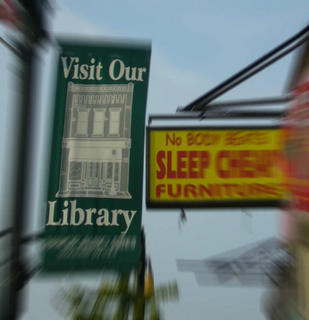 Visit Our
Library
No BODY BEATS
SLEEP CHEAP
FURNITURE